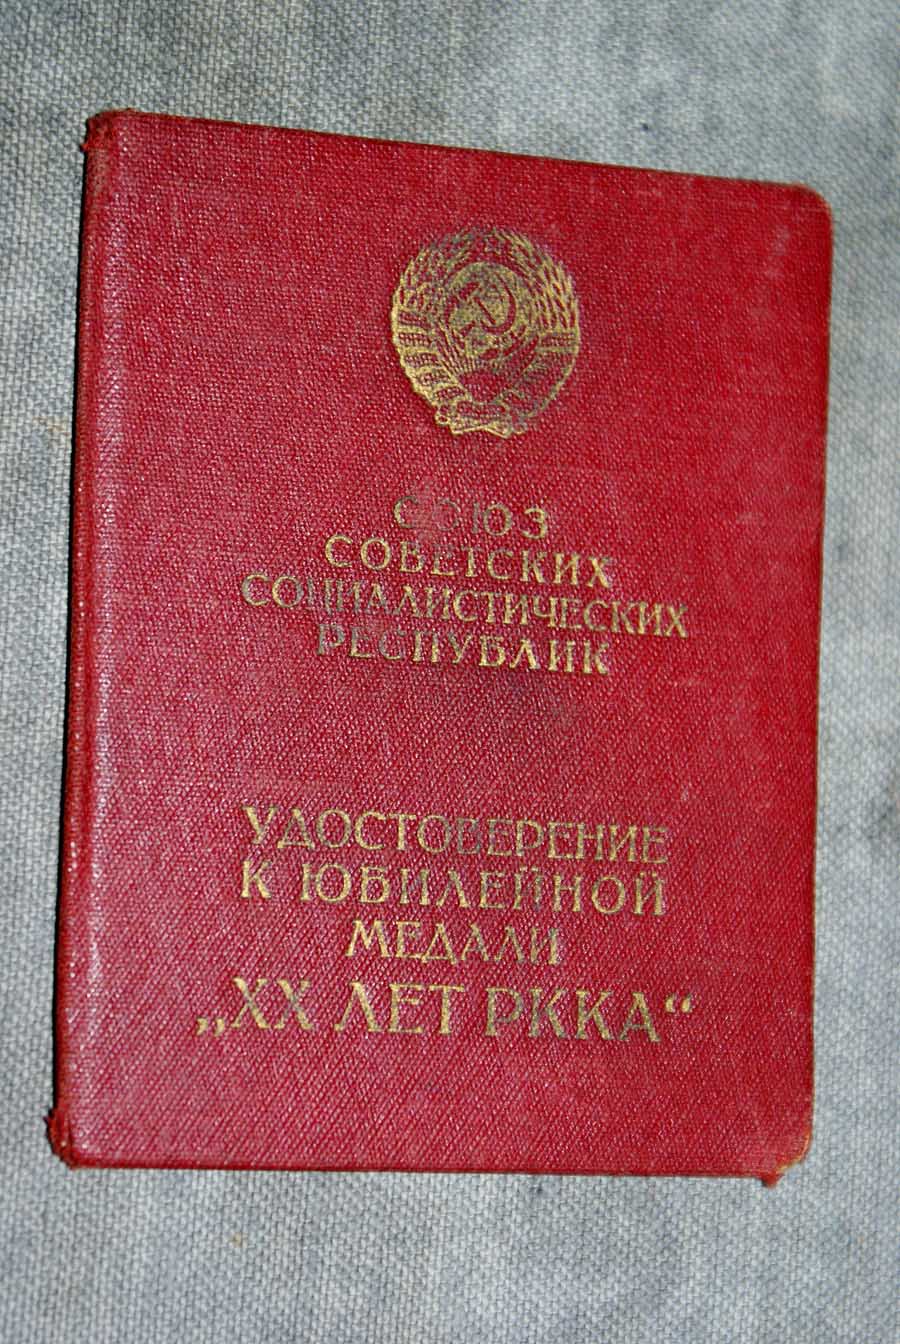 СОЮЗ
СОВЕТСКИХ
СОЦИАЛИСТИЧЕСКИХ
РЕСПУБЛИК
УДОСТОВЕРЕНИЕ
К ЮБИЛЕЙНОЙ
МЕДАЛИ
„XX ЛЕТ РККА“